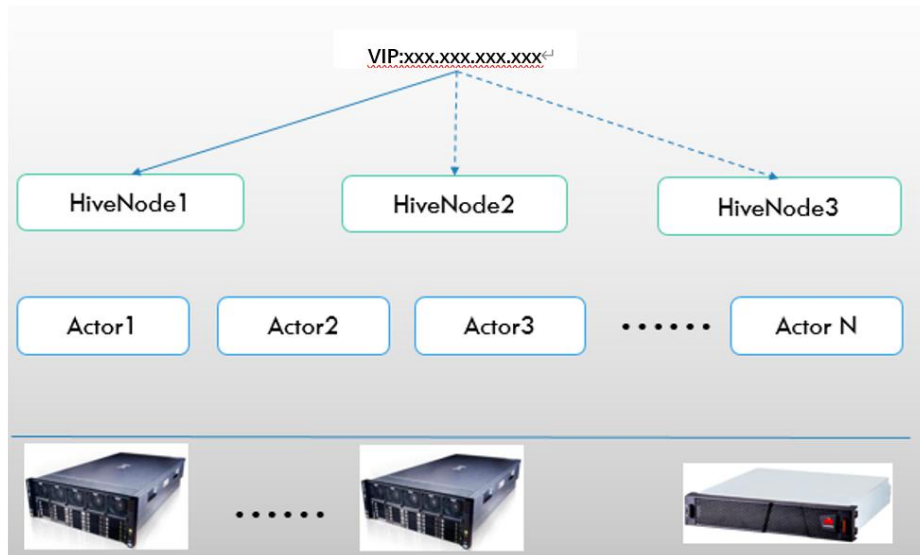 VIP:xxx.xxx.xxx.xxx↵
HiveNode1
HiveNode2
HiveNode3
Actor1
Actor2
Actor3
......
Actor N
......